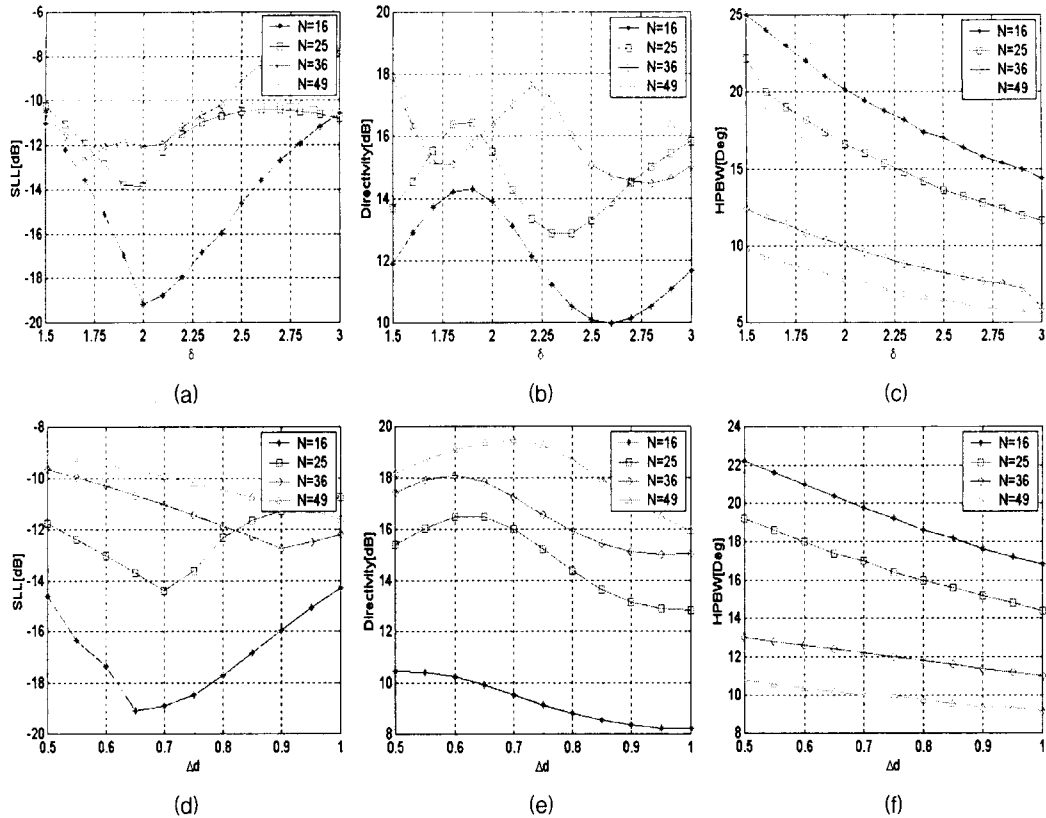 SLL[dB]
-6
-8
-10
-12
-14
-16
-18
-20
N=16
N=25
N=36
N=49
1.5 1.75 2 2.25 2.5 2.75 3
δ
(a)
Directivity[dB]
20
18
16
14
12
10
N=16
N=25
N=36
N=49
1.5 1.75 2 2.25 2.5 2.75 3
δ
(b)
HPBW[Deg]
25
20
15
10
5
N=16
N=25
N=36
N=49
1.5 1.75 2 2.25 2.5 2.75 3
δ
(c)
SLL[dB]
-8
-10
-12
-14
-16
-18
-20
N=16
N=25
N=36
N=49
0.5 0.6 0.7 0.8 0.9 1
Δd
(d)
Directivity[dB]
20
18
16
14
12
10
8
N=16
N=25
N=36
N=49
0.5 0.6 0.7 0.8 0.9 1
Δd
(e)
HPBW[Deg]
24
22
20
18
16
14
12
10
8
N=16
N=25
N=36
N=49
0.5 0.6 0.7 0.8 0.9 1
Δd
(f)